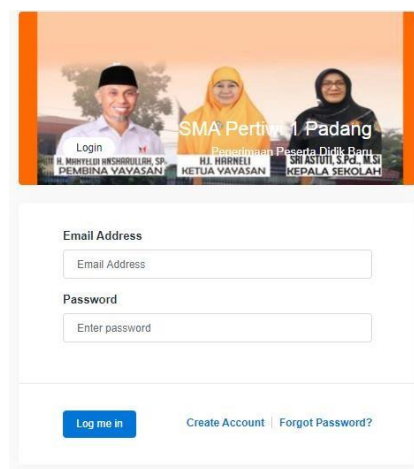 SMA Pertiwi 1 Padang
Login
Penerimaan Peserta Didik Baru
H. MAHYELDI ANSHARULLAH, SP.
PEMBINA YAYASAN
HJ. HARNELI
KETUA YAYASAN
SRI ASTUTI, S.Pd., M.SI
KEPALA SEKOLAH
Email Address
Email Address
Password
Enter password
Log me in
Create Account
Forgot Password?